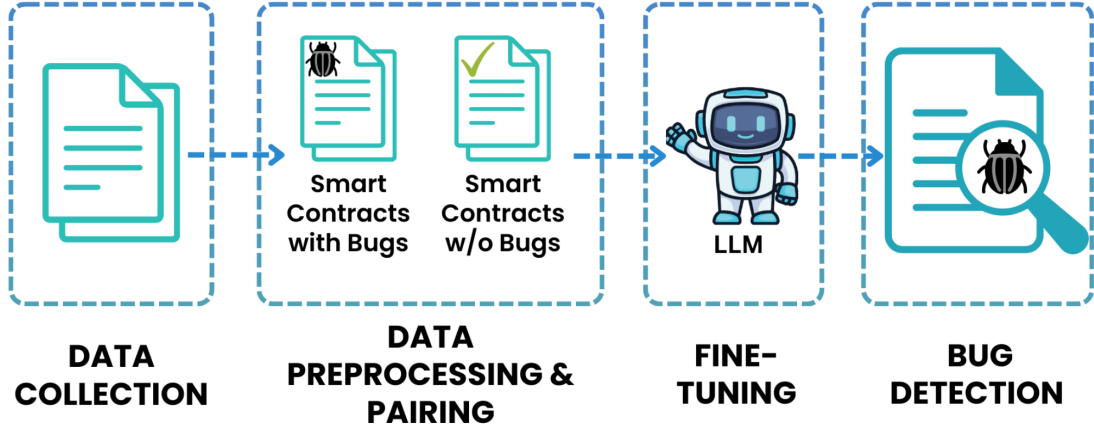 Smart
Contracts
with Bugs
Smart
Contracts
w/o Bugs
LLM
DATA
COLLECTION
DATA
PREPROCESSING &
PAIRING
FINE-
TUNING
BUG
DETECTION